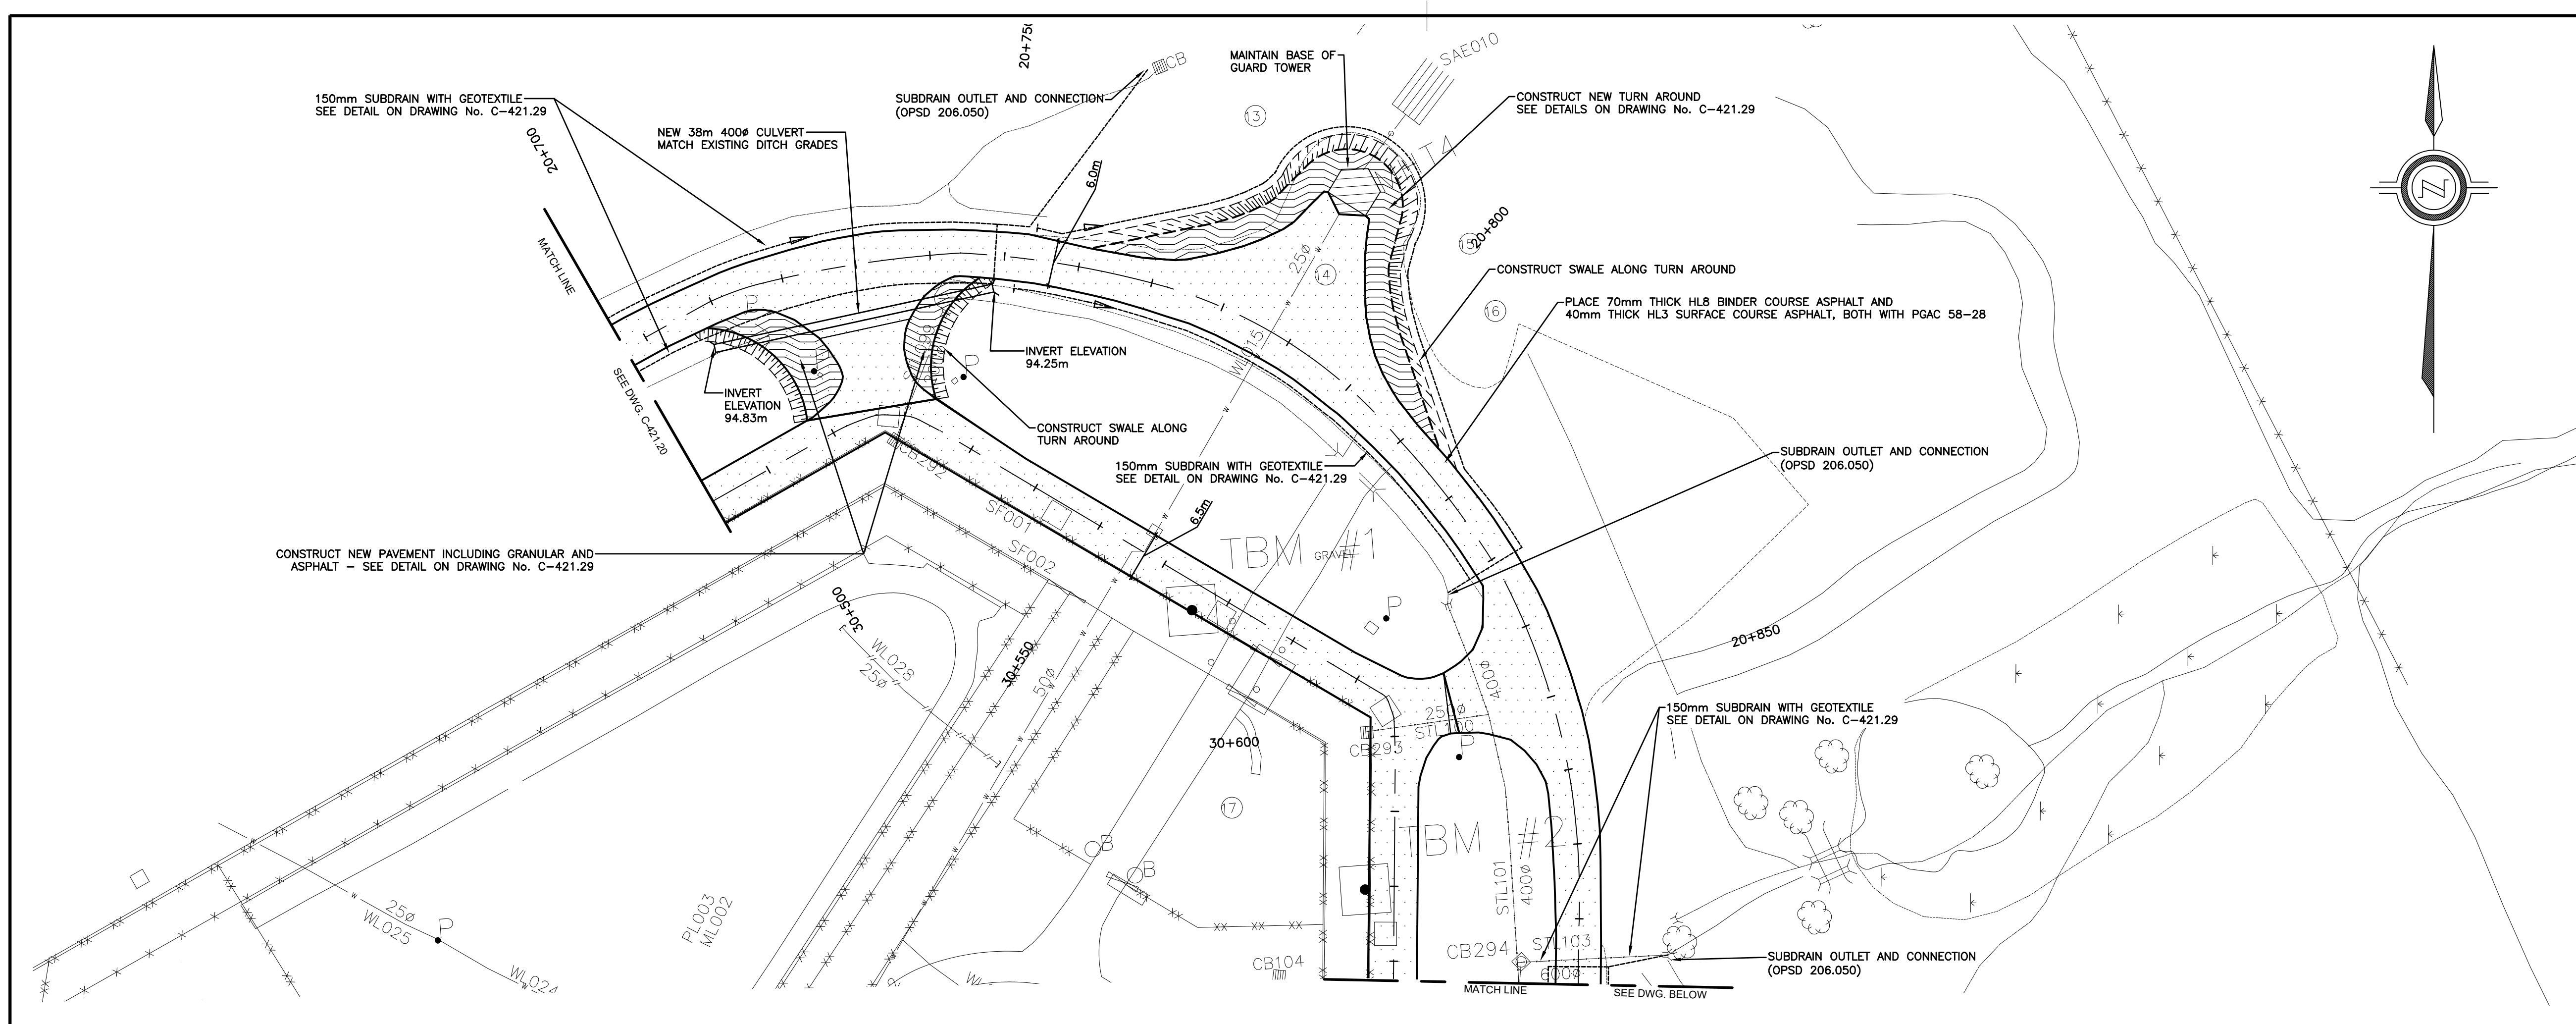 20+750
CB
SAE010
MAINTAIN BASE OF
GUARD TOWER
150mm SUBDRAIN WITH GEOTEXTILE
SEE DETAIL ON DRAWING No. C-421.29
SUBDRAIN OUTLET AND CONNECTION
(OPSD 206.050)
13
CONSTRUCT NEW TURN AROUND
SEE DETAILS ON DRAWING No. C-421.29
20+700
NEW 38m 400ø CULVERT
MATCH EXISTING DITCH GRADES
6.0m
Z
MATCH LINE
25ø
14
15
20+800
CONSTRUCT SWALE ALONG TURN AROUND
P
16
PLACE 70mm THICK HL8 BINDER COURSE ASPHALT AND
40mm THICK HL3 SURFACE COURSE ASPHALT, BOTH WITH PGAC 58-28
INVERT ELEVATION
94.25m
WL015
P
P
SEE DWG. C-421.20
INVERT
ELEVATION
94.83m
CONSTRUCT SWALE ALONG
TURN AROUND
CB292
150mm SUBDRAIN WITH GEOTEXTILE
SEE DETAIL ON DRAWING No. C-421.29
SUBDRAIN OUTLET AND CONNECTION
(OPSD 206.050)
SF001
SF002
6.5m
CONSTRUCT NEW PAVEMENT INCLUDING GRANULAR AND
ASPHALT - SEE DETAIL ON DRAWING No. C-421.29
TBM #1
GRAVEL
30+500
P
WL028
25ø
30+550
50ø
400ø
20+850
250ø
STL100
CB293
P
30+600
150mm SUBDRAIN WITH GEOTEXTILE
SEE DETAIL ON DRAWING No. C-421.29
17
TBM #2
OB
OB
STL101
400ø
25ø
WL025
P
PL003
ML002
WL024
CB104
CB294
STL103
600ø
SUBDRAIN OUTLET AND CONNECTION
(OPSD 206.050)
MATCH LINE
SEE DWG. BELOW